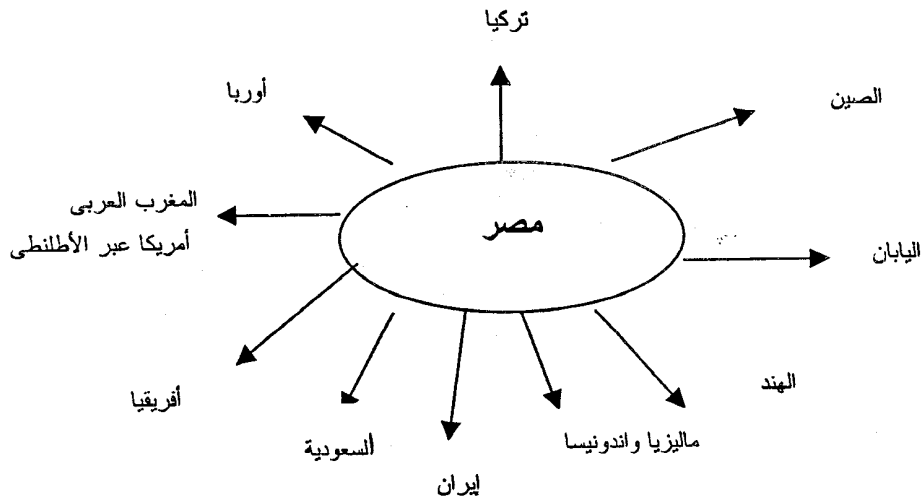 تركيا
أوربا
الصين
المغرب العربى
أمريكا عبر الأطلنطى
مصر
اليابان
أفريقيا
الهند
السعودية
ماليزيا واندونيسا
إيران